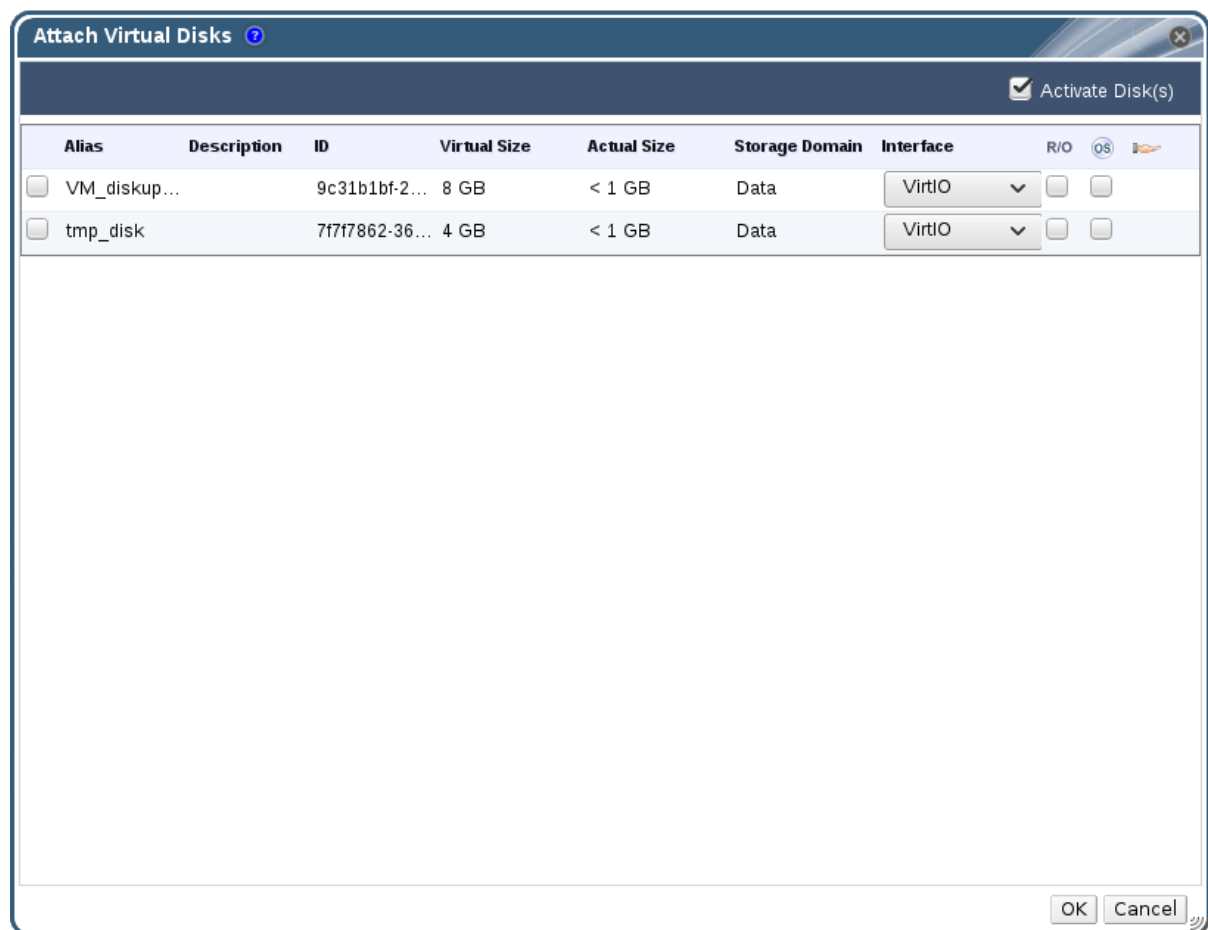 Attach Virtual Disks ?
Activate Disk(s)
Alias Description ID Virtual Size Actual Size Storage Domain Interface R/O OS
VM_diskup... 9c31b1bf-2... 8 GB < 1 GB Data VirtIO
tmp_disk 7f7f7862-36... 4 GB < 1 GB Data VirtIO
OK Cancel